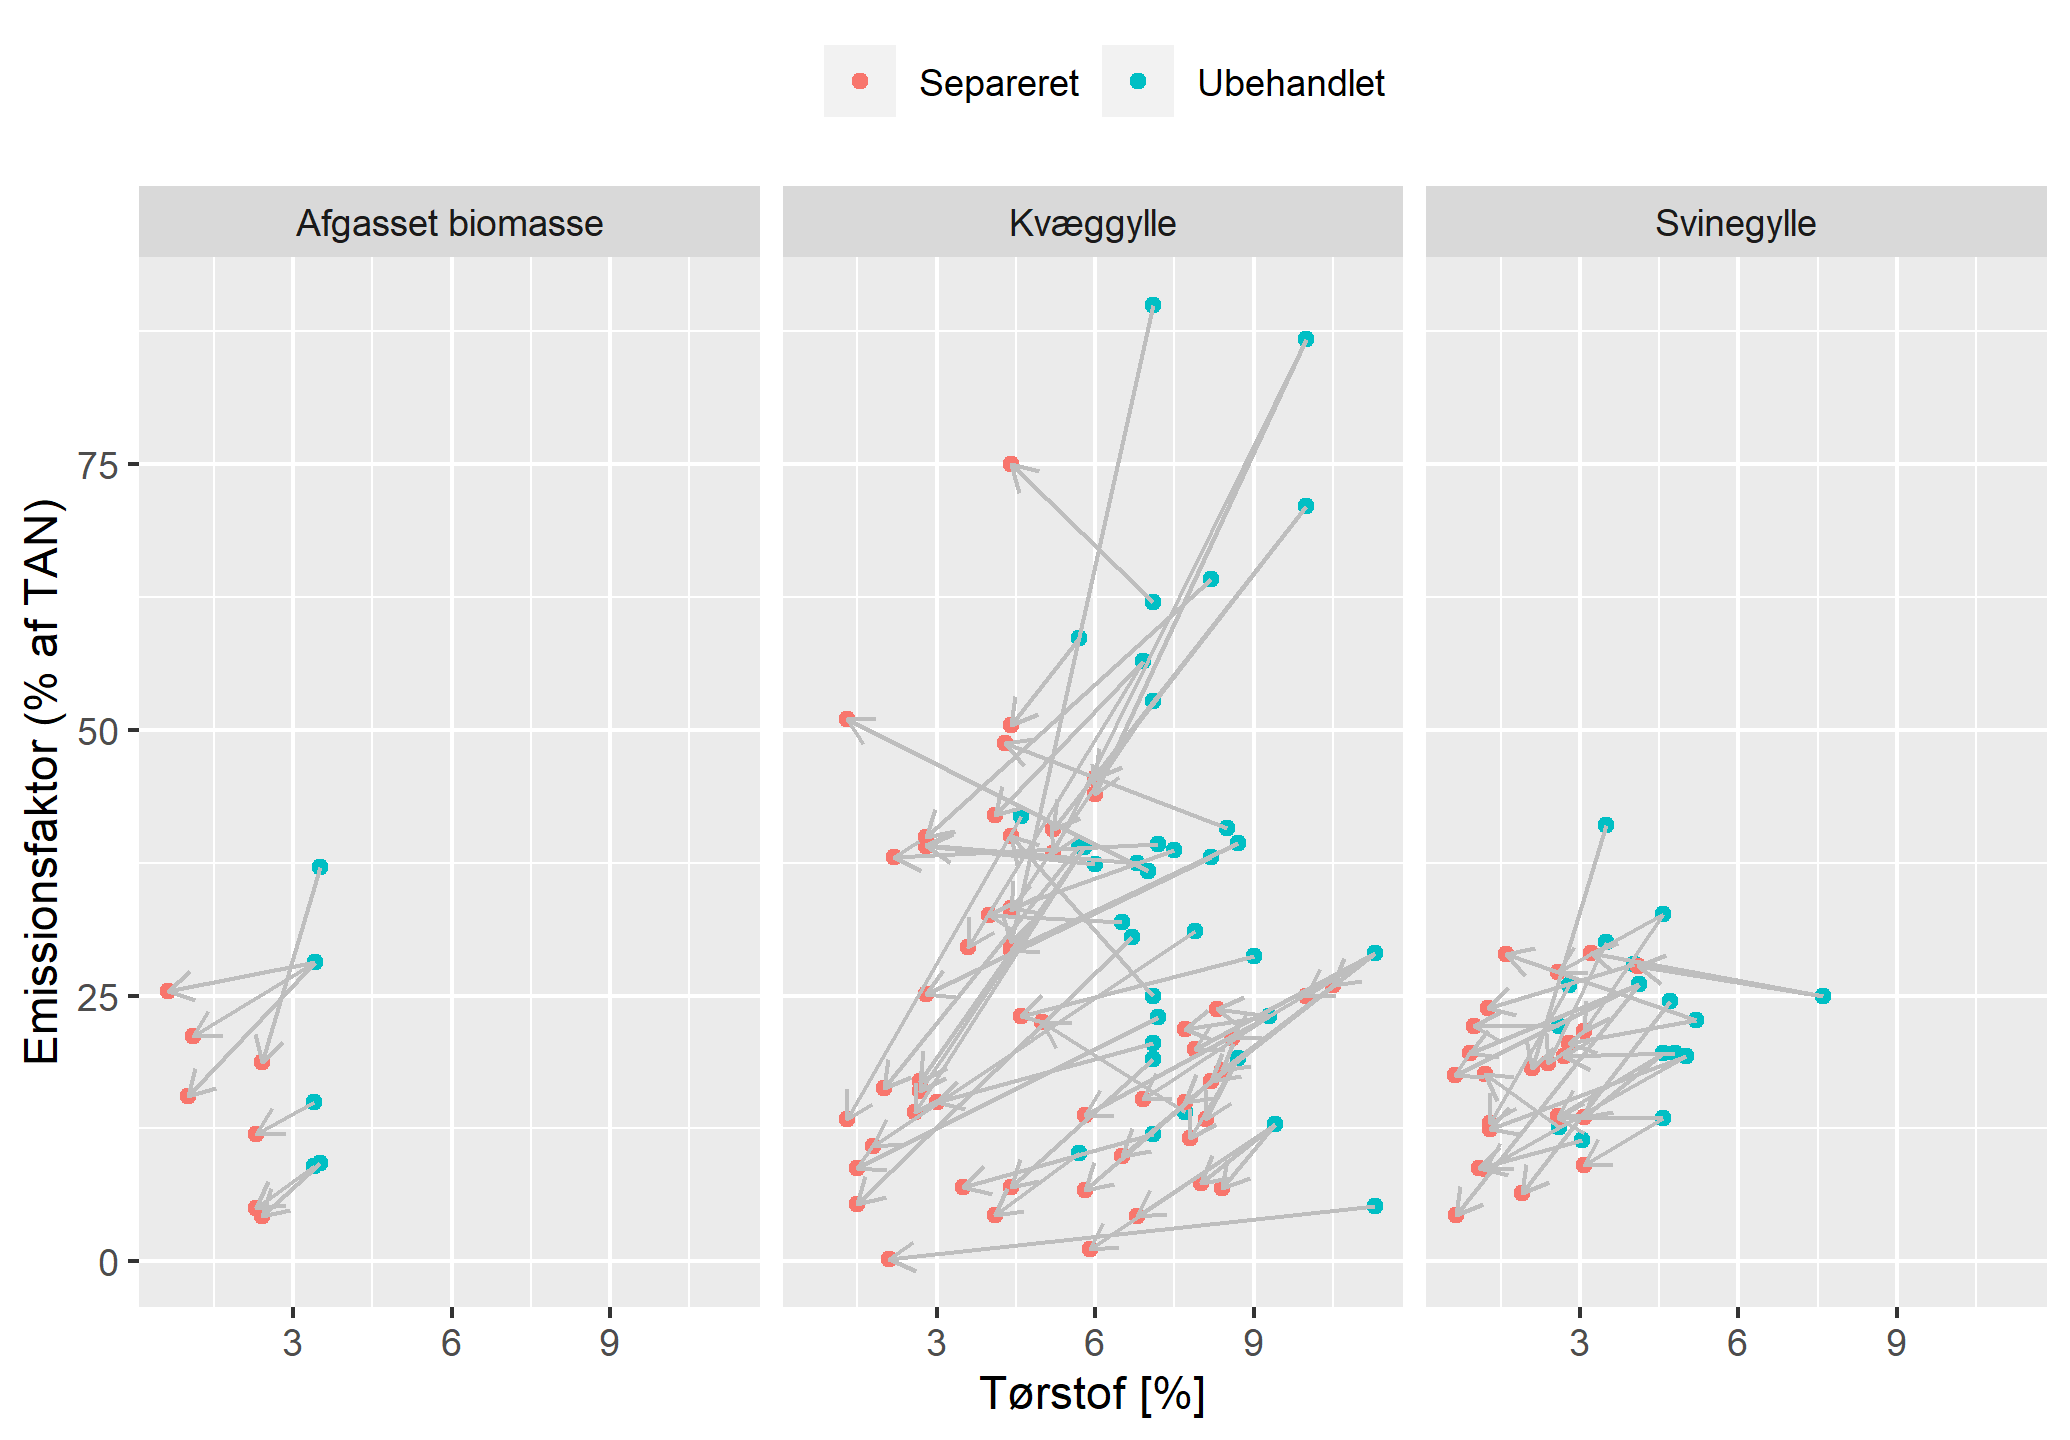 Separeret Ubehandlet
Afgasset biomasse Kvæggylle Svinegylle
Emissionsfaktor (% af TAN)
75
50
25
0
3 6 9 3 6 9 3 6 9
Tørstof [%]